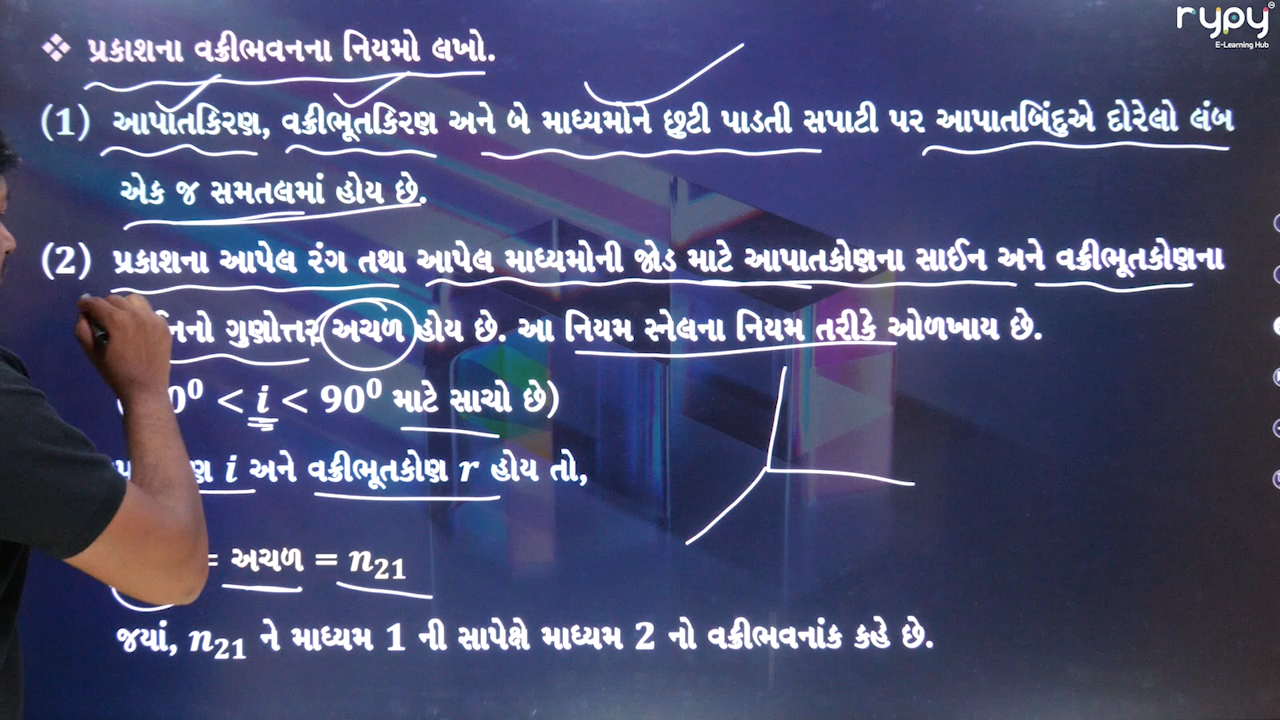 rypy
E-Learning Hub
❖ પ્રકાશના વક્રીભવનના નિયમો લખો.
(1) આપાતકિરણ, વક્રીભૂતકિરણ અને બે માધ્યમોને છુટી પાડતી સપાટી પર આપાતબિંદુએ દોરેલો લંબ
એક જ સમતલમાં હોય છે.
(2) પ્રકાશના આપેલ રંગ તથા આપેલ માધ્યમોની જોડ માટે આપાતકોણના સાઈન અને વક્રીભૂતકોણના
ગુણોત્તર અચળ હોય છે. આ નિયમ સ્નેલના નિયમ તરીકે ઓળખાય છે.
0⁰ < i < 90⁰ માટે સાચો છે)
i અને વક્રીભૂતકોણ r હોય તો,
= અચળ = n₂₁
જયાં, n₂₁ ને માધ્યમ 1 ની સાપેક્ષે માધ્યમ 2 નો વક્રીભવનાંક કહે છે.